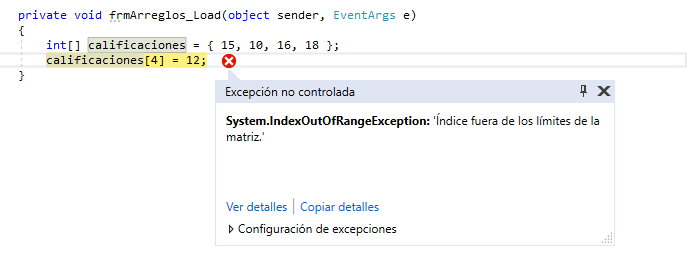 private void frmArreglos_Load(object sender, EventArgs e)
{
int[] calificaciones = { 15, 10, 16, 18 };
calificaciones[4] = 12;
}
Excepción no controlada
System.IndexOutOfRangeException: 'Índice fuera de los límites de la
matriz.'
Ver detalles | Copiar detalles
Configuración de excepciones